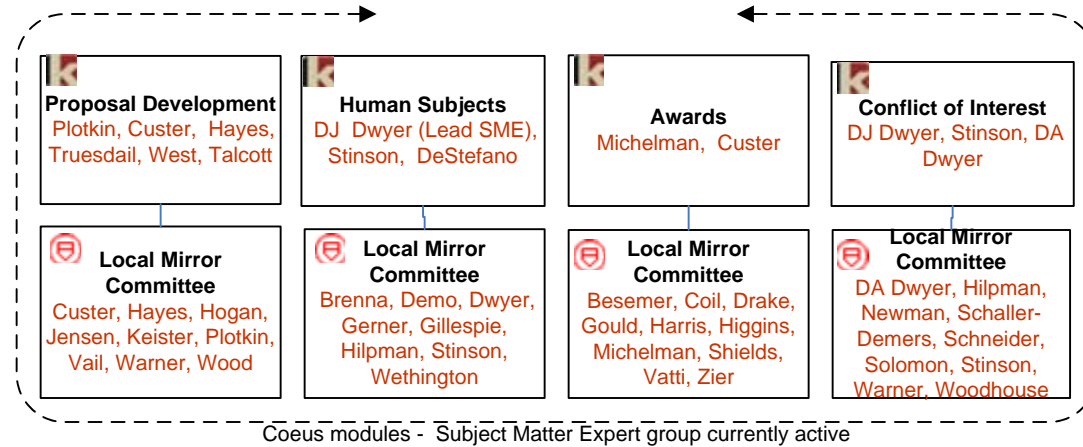 Proposal Development
Plotkin, Custer, Hayes,
Truesdail, West, Talcott
Human Subjects
DJ Dwyer (Lead SME),
Stinson, DeStefano
Awards
Michelman, Custer
Conflict of Interest
DJ Dwyer, Stinson, DA
Dwyer
Local Mirror
Committee
Custer, Hayes, Hogan,
Jensen, Keister, Plotkin,
Vail, Warner, Wood
Local Mirror
Committee
Brenna, Demo, Dwyer,
Gerner, Gillespie,
Hilpman, Stinson,
Wethington
Local Mirror
Committee
Besemer, Coil, Drake,
Gould, Harris, Higgins,
Michelman, Shields,
Vatti, Zier
Local Mirror
Committee
DA Dwyer, Hilpman,
Newman, Schaller-
Demers, Schneider,
Solomon, Stinson,
Warner, Woodhouse
Coeus modules - Subject Matter Expert group currently active